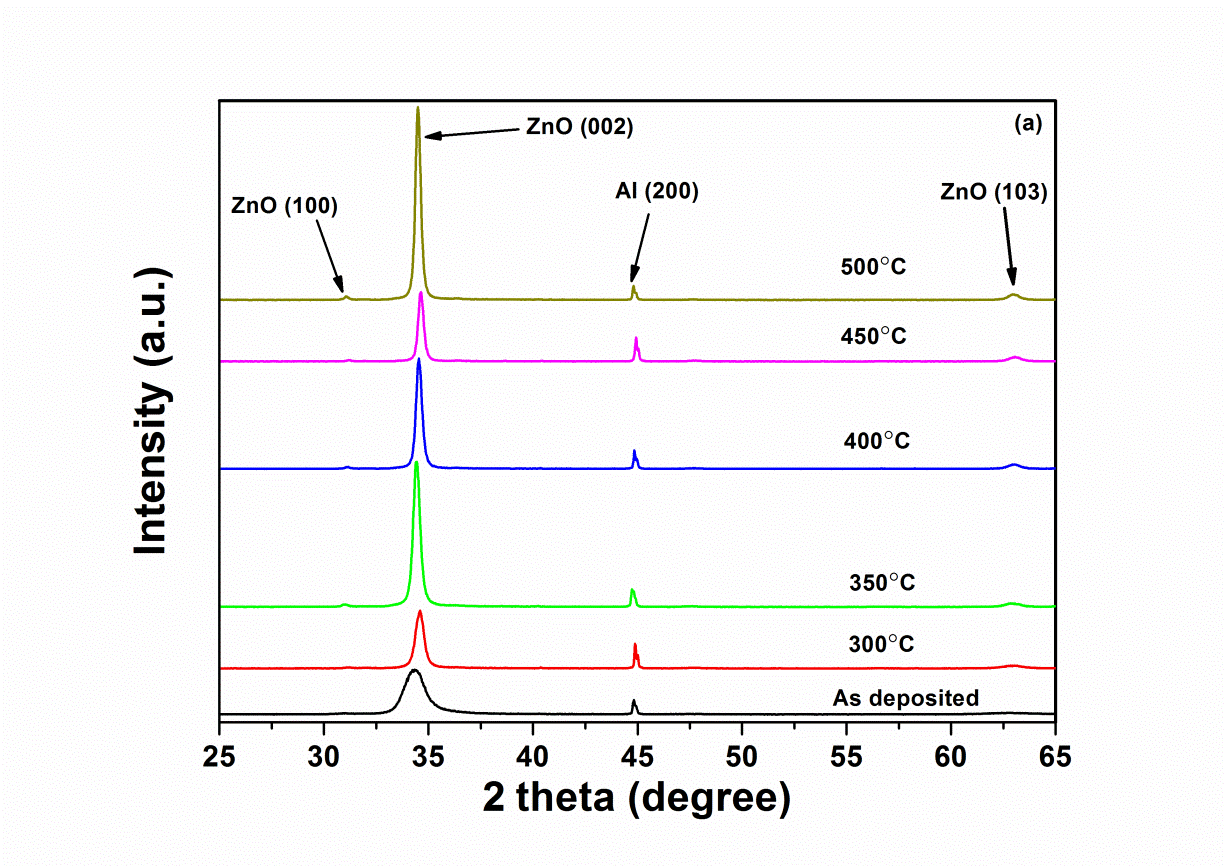 (a)
ZnO (002)
Al (200)
ZnO (103)
ZnO (100)
500°C
450°C
400°C
350°C
300°C
As deposited
Intensity (a.u.)
25 30 35 40 45 50 55 60 65
2 theta (degree)